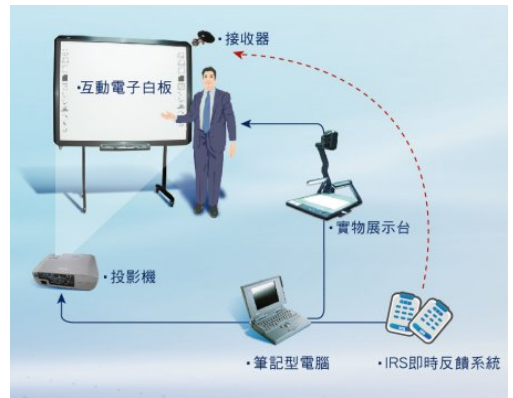 ·接收器
·互動電子白板
·實物展示台
·投影機
·筆記型電腦
·IRS即時反饋系統